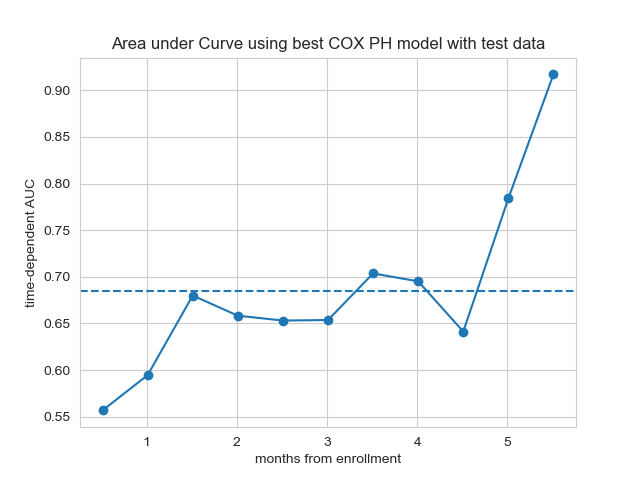 Area under Curve using best COX PH model with test data
time-dependent AUC
0.90
0.85
0.80
0.75
0.70
0.65
0.60
0.55
1 2 3 4 5
months from enrollment